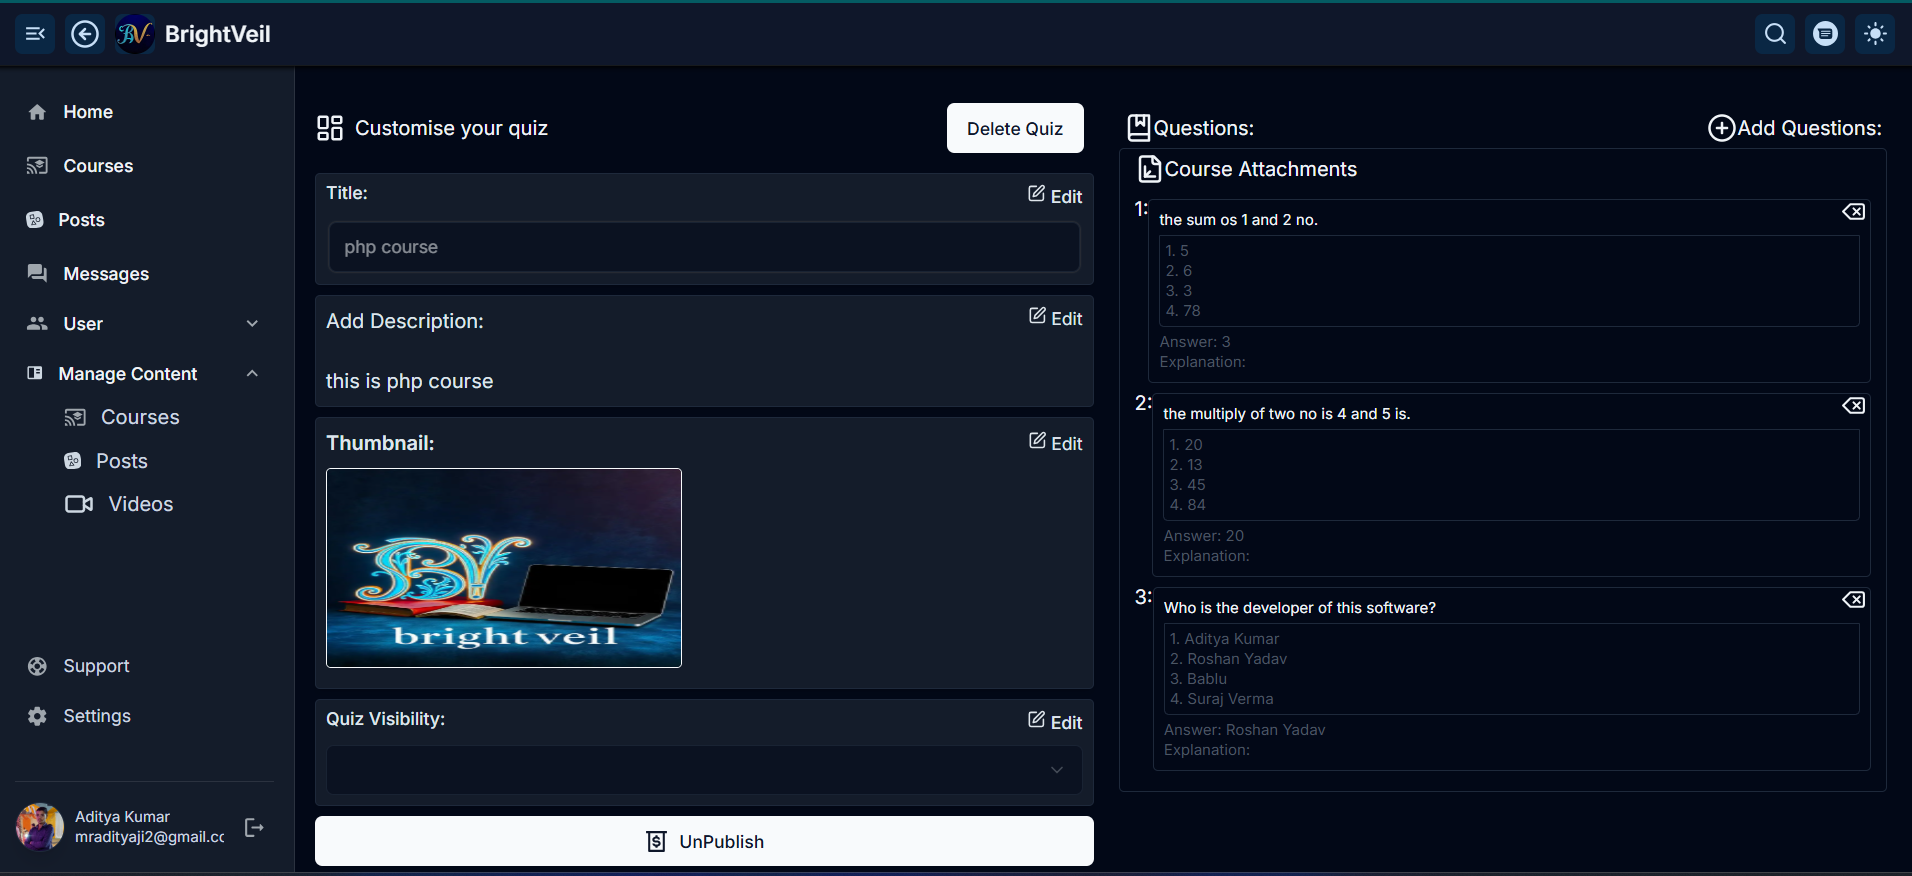 BrightVeil
Home
Courses
Posts
Messages
User
Manage Content
Courses
Posts
Videos
Support
Settings
Aditya Kumar
mradityaji2@gmail.cc
Customise your quiz
Delete Quiz
Title:
Edit
php course
Add Description:
Edit
this is php course
Thumbnail:
Edit
BV
bright veil
Quiz Visibility:
Edit
UnPublish
Questions:
Add Questions:
Course Attachments
1:
the sum os 1 and 2 no.
1. 5
2. 6
3. 3
4. 78
Answer: 3
Explanation:
2:
the multiply of two no is 4 and 5 is.
1. 20
2. 13
3. 45
4. 84
Answer: 20
Explanation:
3:
Who is the developer of this software?
1. Aditya Kumar
2. Roshan Yadav
3. Bablu
4. Suraj Verma
Answer: Roshan Yadav
Explanation: